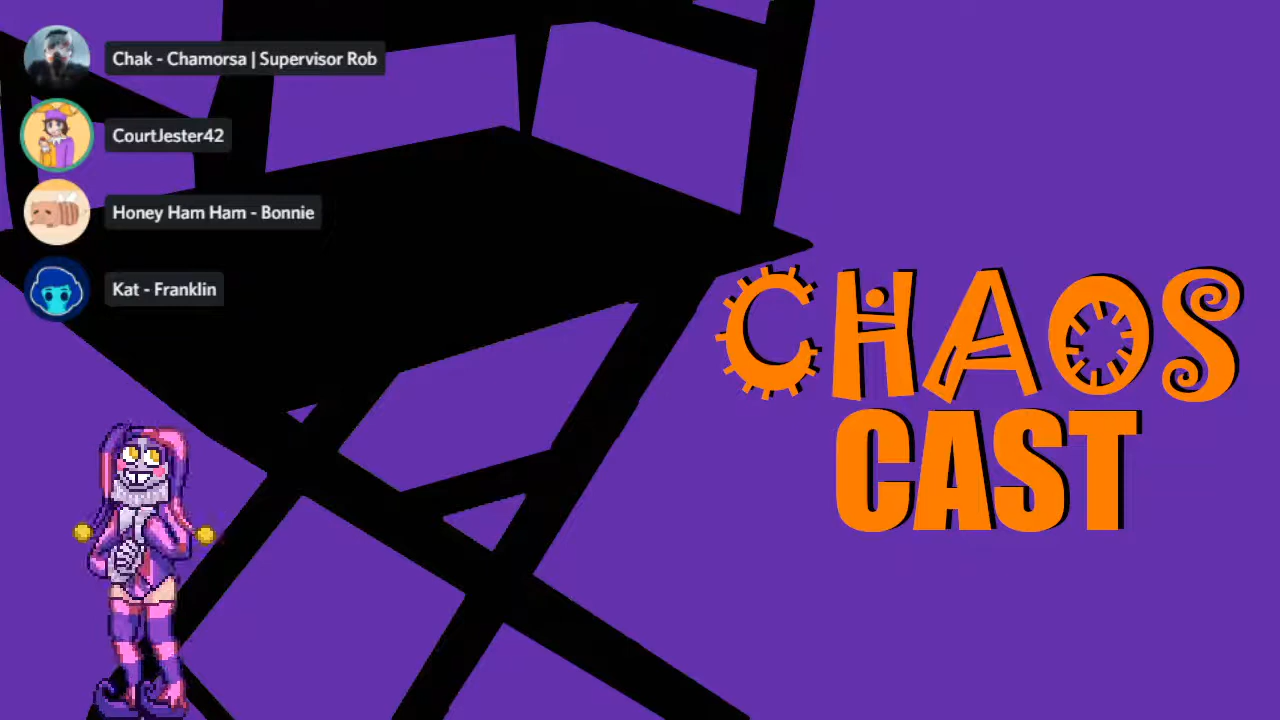 Chak - Chamorsa | Supervisor Rob
CourtJester42
Honey Ham Ham - Bonnie
Kat - Franklin
CHAOS
CAST